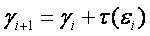 γᵢ₊₁ = γᵢ + τ(εᵢ)